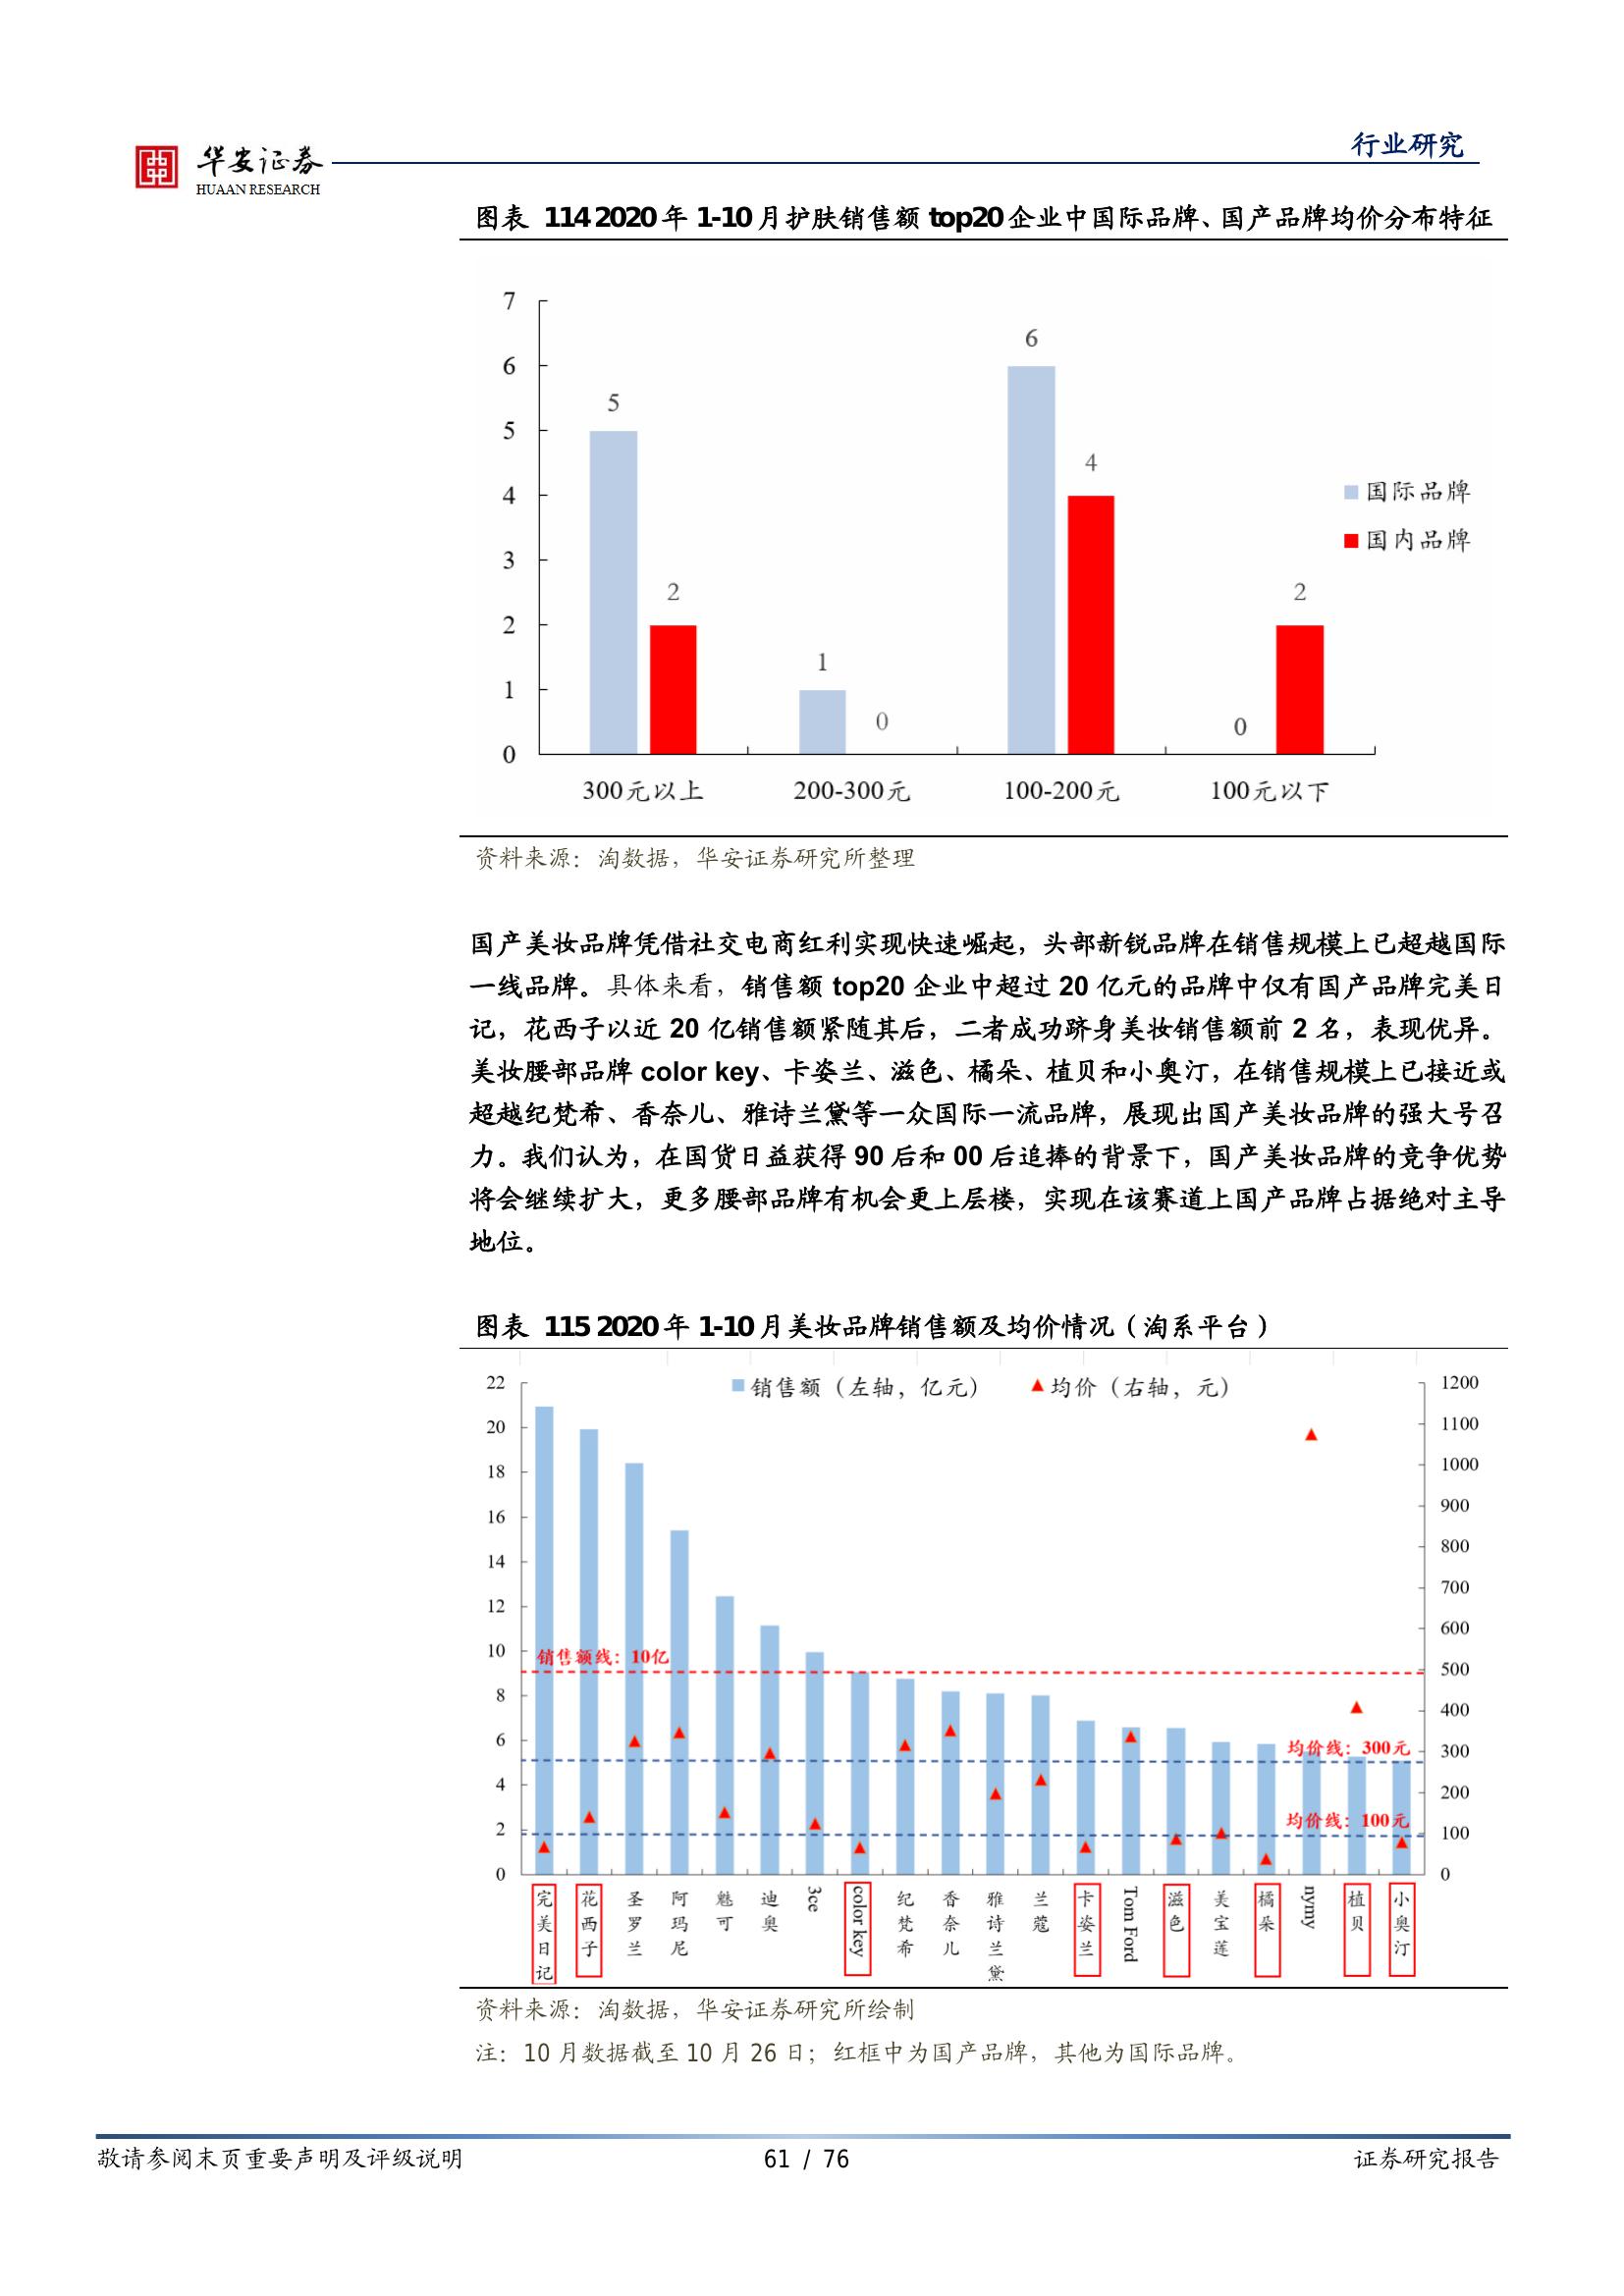 华安证券
HUAAN RESEARCH
行业研究
图表 114 2020 年 1-10 月护肤销售额 top20 企业中国际品牌、国产品牌均价分布特征
7
6
5
4
3
2
1
0
5
2
1
0
6
4
0
2
300元以上
200-300元
100-200元
100元以下
国际品牌
国内品牌
资料来源：淘数据，华安证券研究所整理
国产美妆品牌凭借社交电商红利实现快速崛起，头部新锐品牌在销售规模上已超越国际
一线品牌。具体来看，销售额 top20 企业中超过 20 亿元的品牌中仅有国产品牌完美日
记，花西子以近 20 亿销售额紧随其后，二者成功跻身美妆销售额前 2 名，表现优异。
美妆腰部品牌 color key、卡姿兰、滋色、橘朵、植贝和小奥汀，在销售规模上已接近或
超越纪梵希、香奈儿、雅诗兰黛等一众国际一流品牌，展现出国产美妆品牌的强大号召
力。我们认为，在国货日益获得 90 后和 00 后追捧的背景下，国产美妆品牌的竞争优势
将会继续扩大，更多腰部品牌有机会更上层楼，实现在该赛道上国产品牌占据绝对主导
地位。
图表 115 2020 年 1-10 月美妆品牌销售额及均价情况（淘系平台）
销售额（左轴，亿元）
均价（右轴，元）
22
20
18
16
14
12
10
8
6
4
2
0
1200
1100
1000
900
800
700
600
500
400
300
200
100
0
销售额线：10亿
均价线：300元
均价线：100元
完美日记
花西子
圣罗兰
阿玛尼
魅可
迪奥
3ce
color key
纪梵希
香奈儿
雅诗兰黛
兰蔻
卡姿兰
Tom Ford
滋色
美宝莲
橘朵
nymy
植贝
小奥汀
资料来源：淘数据，华安证券研究所绘制
注：10 月数据截至 10 月 26 日；红框中为国产品牌，其他为国际品牌。
敬请参阅末页重要声明及评级说明
61 / 76
证券研究报告